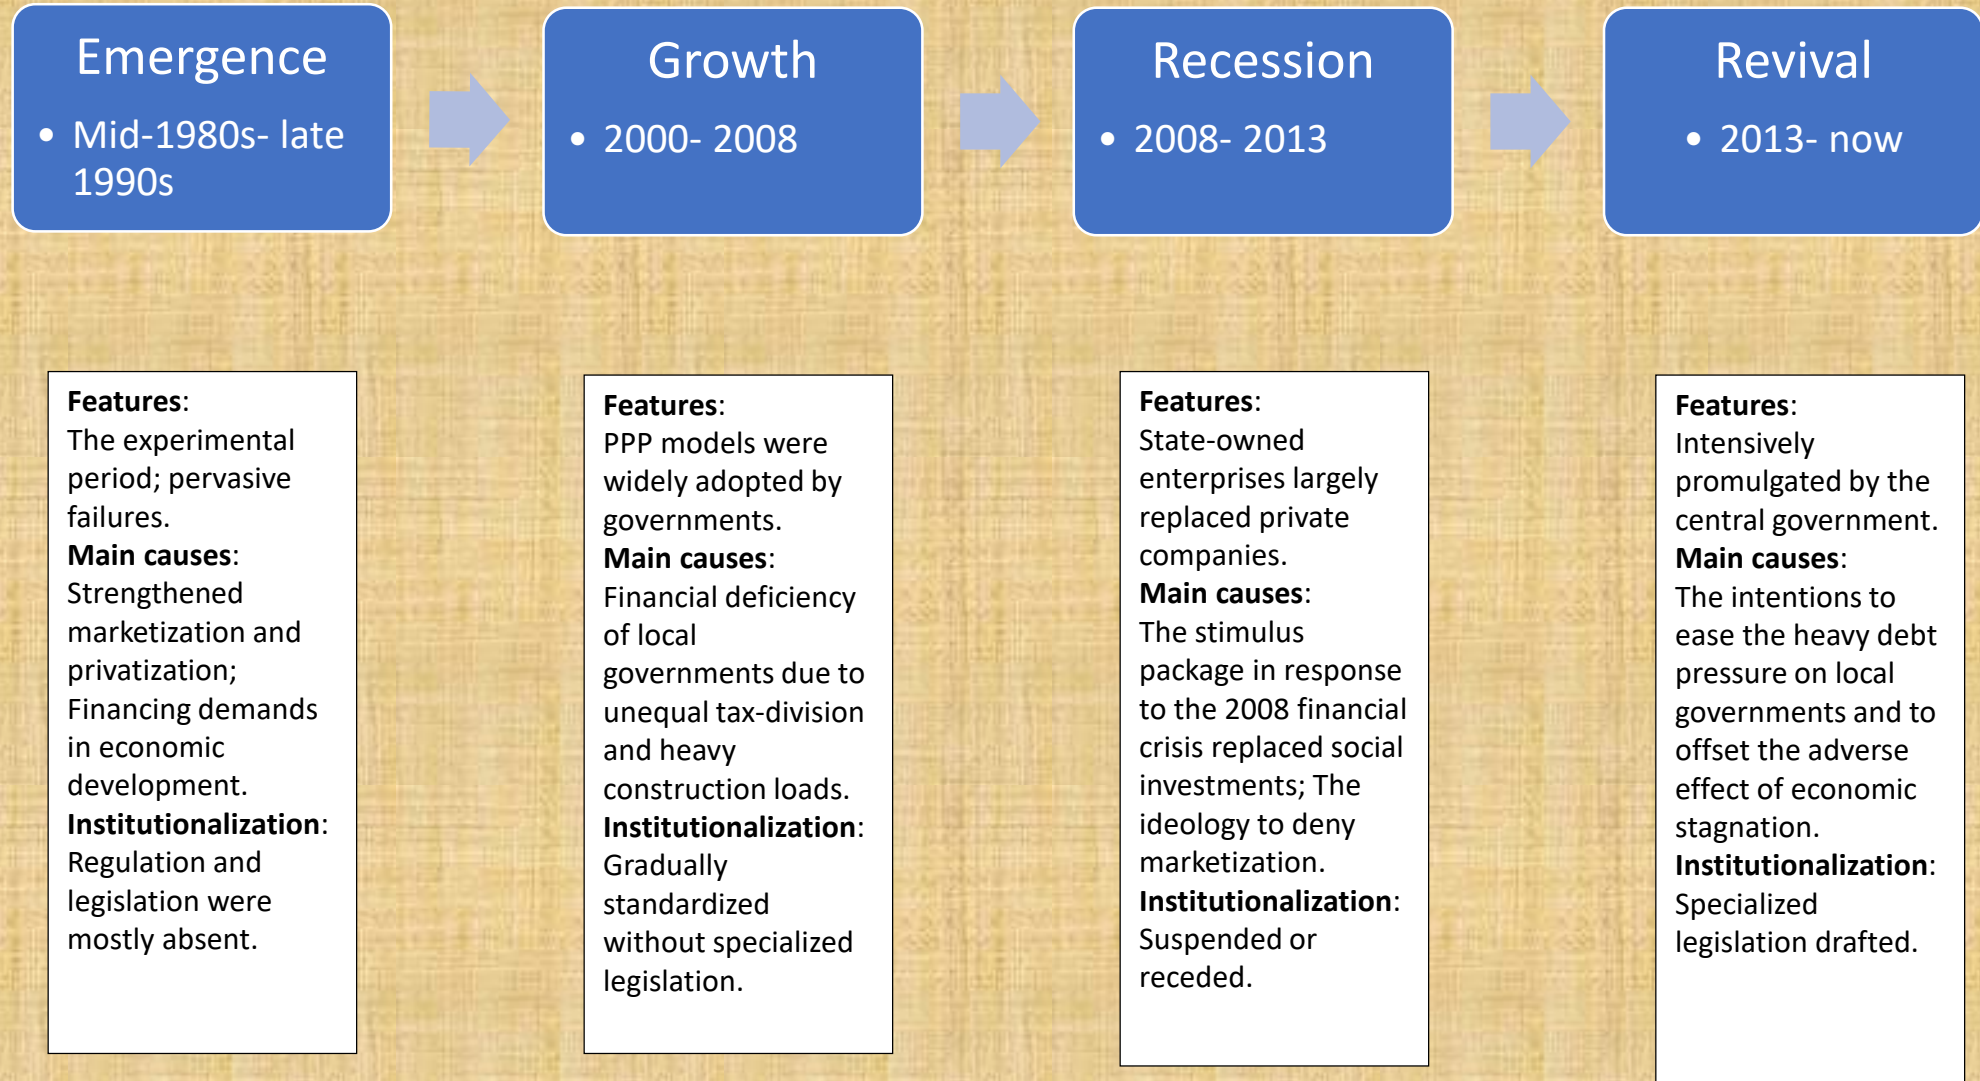 Emergence
• Mid-1980s- late
1990s
Growth
• 2000- 2008
Recession
• 2008- 2013
Revival
• 2013- now
Features:
The experimental
period; pervasive
failures.
Main causes:
Strengthened
marketization and
privatization;
Financing demands
in economic
development.
Institutionalization:
Regulation and
legislation were
mostly absent.
Features:
PPP models were
widely adopted by
governments.
Main causes:
Financial deficiency
of local
governments due to
unequal tax-division
and heavy
construction loads.
Institutionalization:
Gradually
standardized
without specialized
legislation.
Features:
State-owned
enterprises largely
replaced private
companies.
Main causes:
The stimulus
package in response
to the 2008 financial
crisis replaced social
investments; The
ideology to deny
marketization.
Institutionalization:
Suspended or
receded.
Features:
Intensively
promulgated by the
central government.
Main causes:
The intentions to
ease the heavy debt
pressure on local
governments and to
offset the adverse
effect of economic
stagnation.
Institutionalization:
Specialized
legislation drafted.